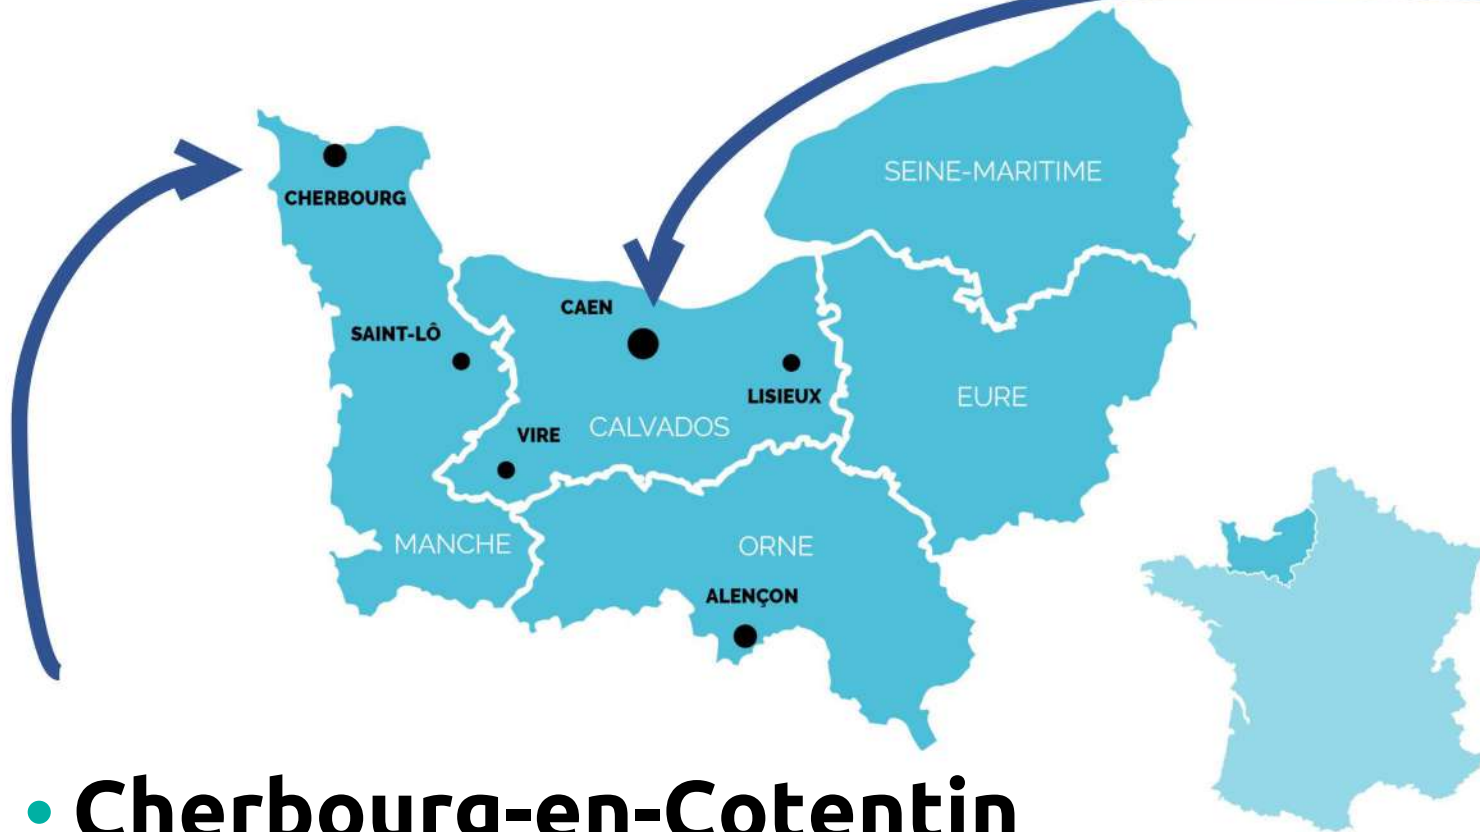 SEINE-MARITIME
CHERBOURG
CAEN
SAINT-LÔ
LISIEUX
EURE
CALVADOS
VIRE
MANCHE
ORNE
ALENÇON
• Cherbourg-en-Cotentin